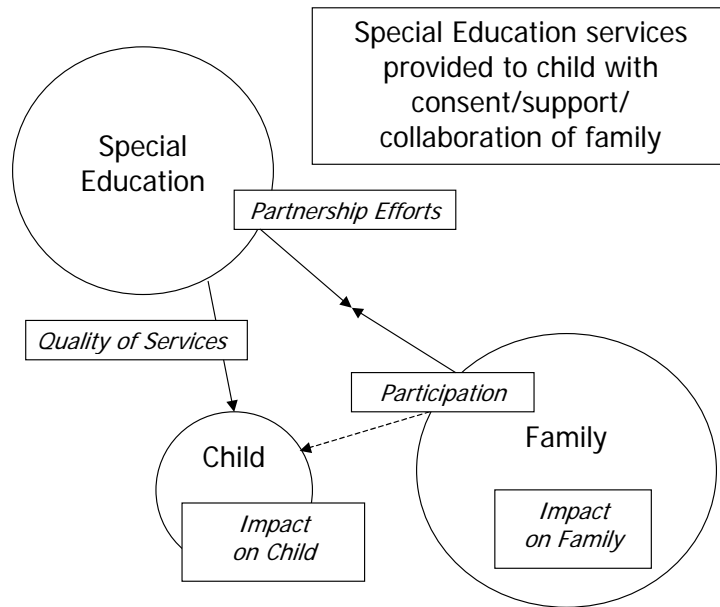 Special Education services
provided to child with
consent/support/
collaboration of family
Special
Education
Partnership Efforts
Quality of Services
Participation
Child
Family
Impact
on Child
Impact
on Family